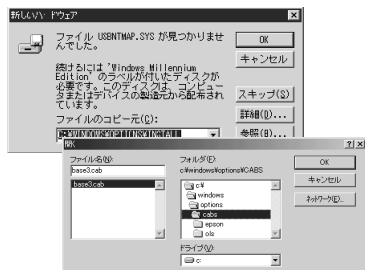 新しいハードウェア
ファイル USBNTMAP.SYS が見つかりませんでした。
続けるには 'Windows Millennium Edition' のラベルが付いたディスクが必要です。このディスクは、コンピュータまたはデバイスの製造元から配布されています。
ファイルのコピー元(C):
C:¥WINDOWS¥OPTIONS¥INSTALL
OK
キャンセル
スキップ(S)
詳細(D)...
参照(B)...
開く
ファイル名(N):
base3.cab
base3.cab
フォルダ(F):
c:¥windows¥options¥CABS
c:¥
windows
options
cabs
epson
ols
ドライブ(V):
c:
OK
キャンセル
ネットワーク(E)...